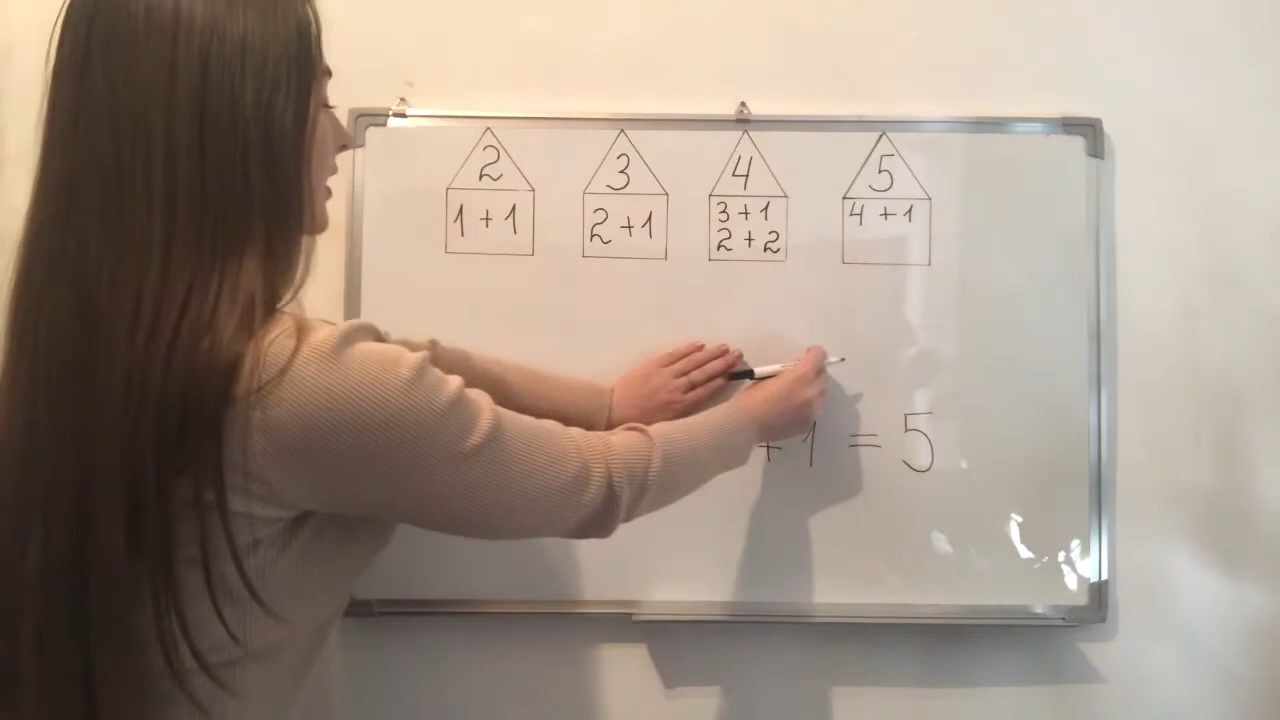 2
1 + 1
3
2 + 1
4
3 + 1
2 + 2
5
4 + 1
+ 1 = 5